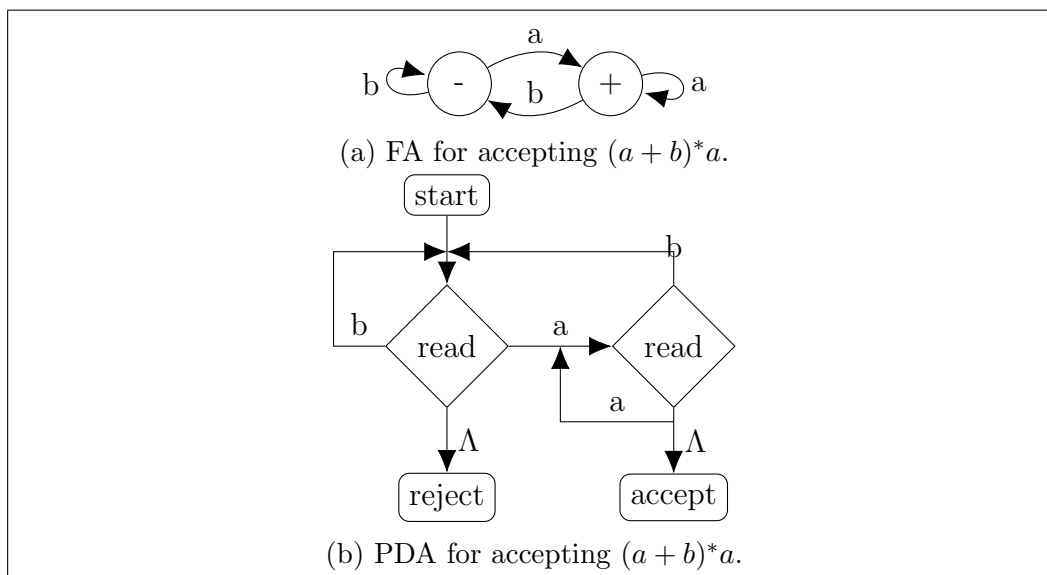 a
b - + a
b
(a) FA for accepting (a + b)*a.
start
b
b read a read
a
Λ Λ
reject accept
(b) PDA for accepting (a + b)*a.